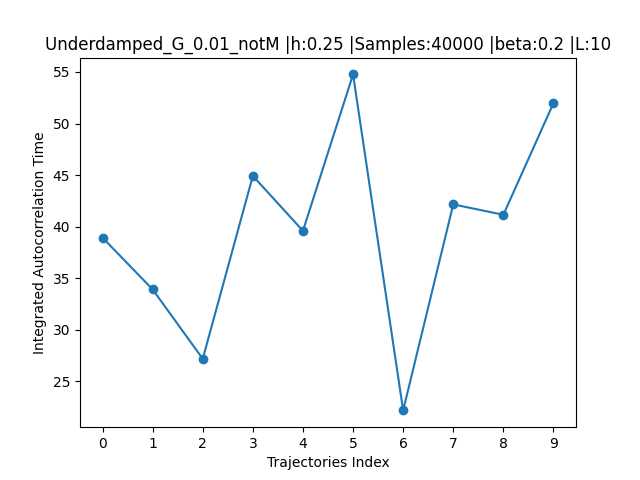 Underdamped_G_0.01_notM |h:0.25 |Samples:40000 |beta:0.2 |L:10
55
50
45
40
35
30
25
Integrated Autocorrelation Time
0 1 2 3 4 5 6 7 8 9
Trajectories Index